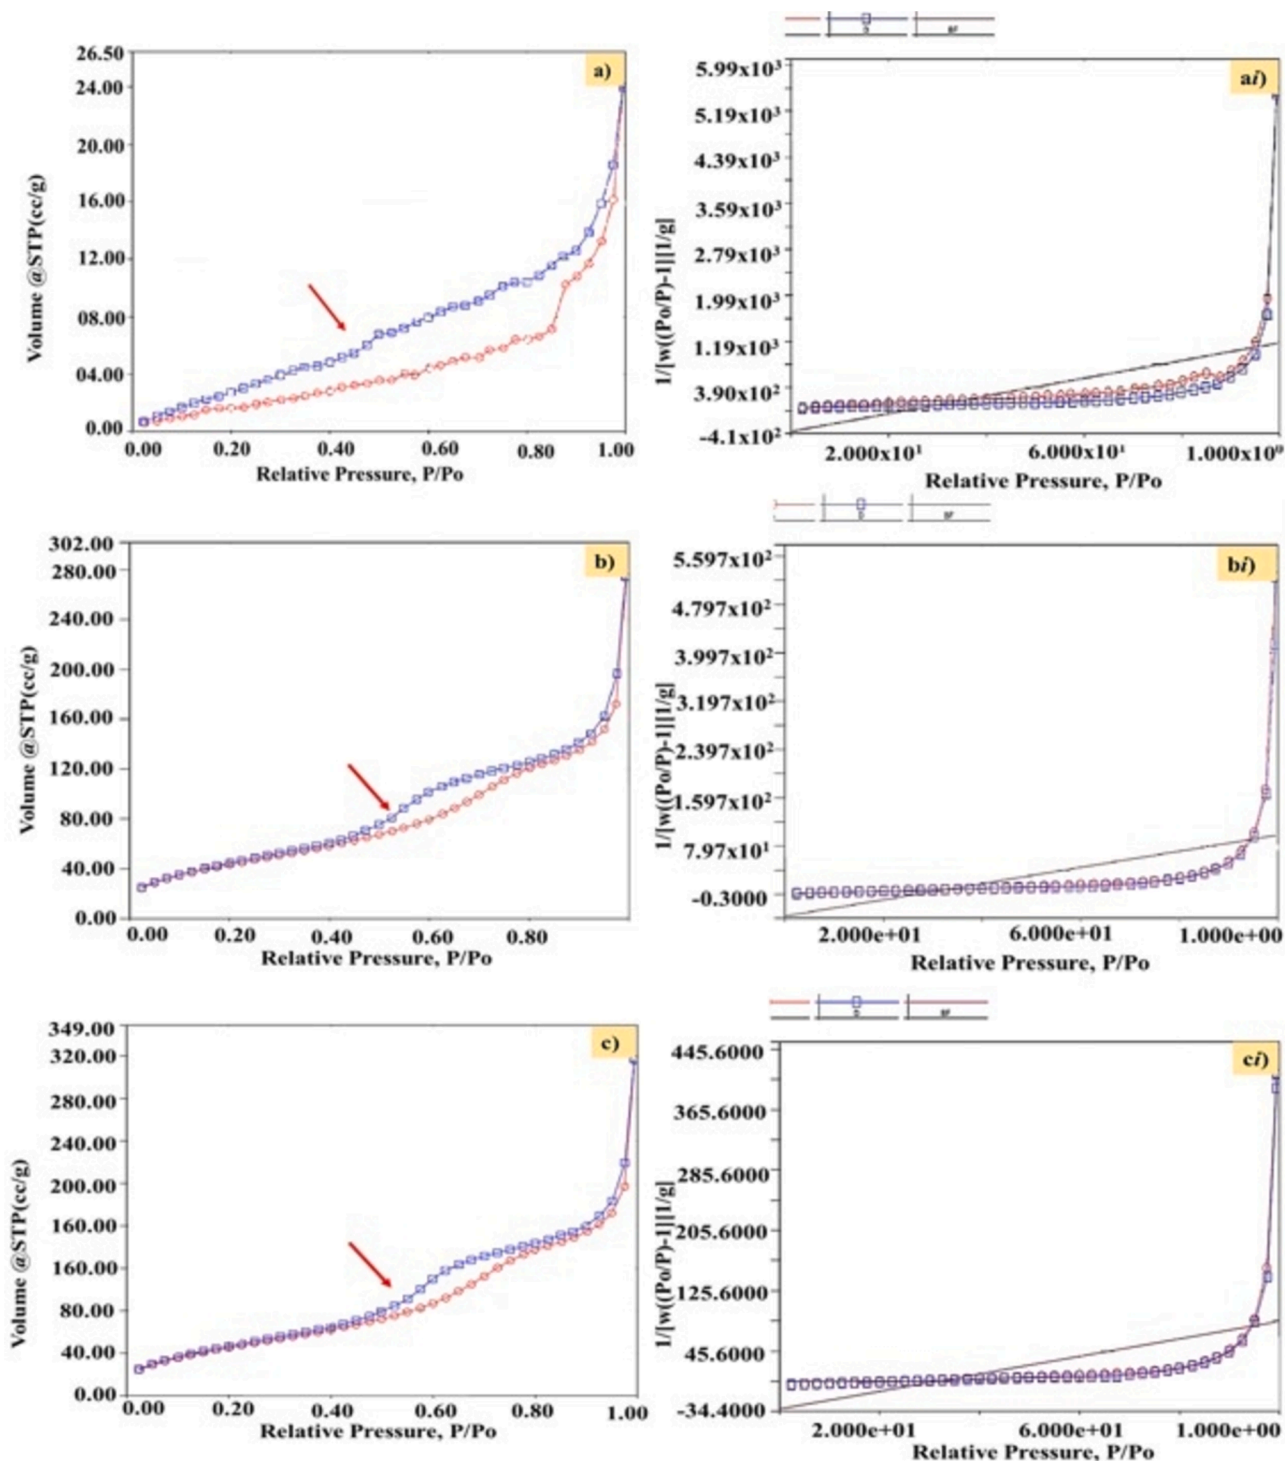 D BF
26.50
24.00
20.00
16.00
12.00
08.00
04.00
0.00
Volume @STP(cc/g)
a)
0.00 0.20 0.40 0.60 0.80 1.00
Relative Pressure, P/Po
5.99x10³
5.19x10³
4.39x10³
3.59x10³
2.79x10³
1.99x10³
1.19x10³
3.90x10²
-4.1x10²
1/[w((Po/P)-1][1/g]
ai)
2.000x10¹ 6.000x10¹ 1.000x10⁰
Relative Pressure, P/Po
D BF
302.00
280.00
240.00
200.00
160.00
120.00
80.00
40.00
0.00
Volume @STP(cc/g)
b)
0.00 0.20 0.40 0.60 0.80
Relative Pressure, P/Po
5.597x10²
4.797x10²
3.997x10²
3.197x10²
2.397x10²
1.597x10²
7.97x10¹
-0.3000
1/[w((Po/P)-1][1/g]
bi)
2.000e+01 6.000e+01 1.000e+00
Relative Pressure, P/Po
D BF
349.00
320.00
280.00
240.00
200.00
160.00
160.00
80.00
40.00
0.00
Volume @STP(cc/g)
c)
0.00 0.20 0.40 0.60 0.80 1.00
Relative Pressure, P/Po
445.6000
365.6000
285.6000
205.6000
125.6000
45.6000
-34.4000
1/[w((Po/P)-1][1/g]
ci)
2.000e+01 6.000e+01 1.000e+00
Relative Pressure, P/Po